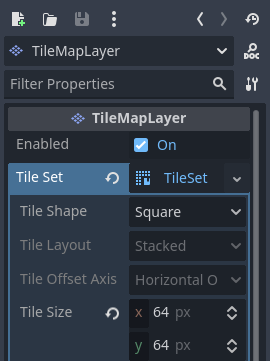 TileMapLayer
DOC
Filter Properties
TileMapLayer
Enabled
On
Tile Set
TileSet
Tile Shape
Square
Tile Layout
Stacked
Tile Offset Axis
Horizontal O
Tile Size
x 64 px
y 64 px